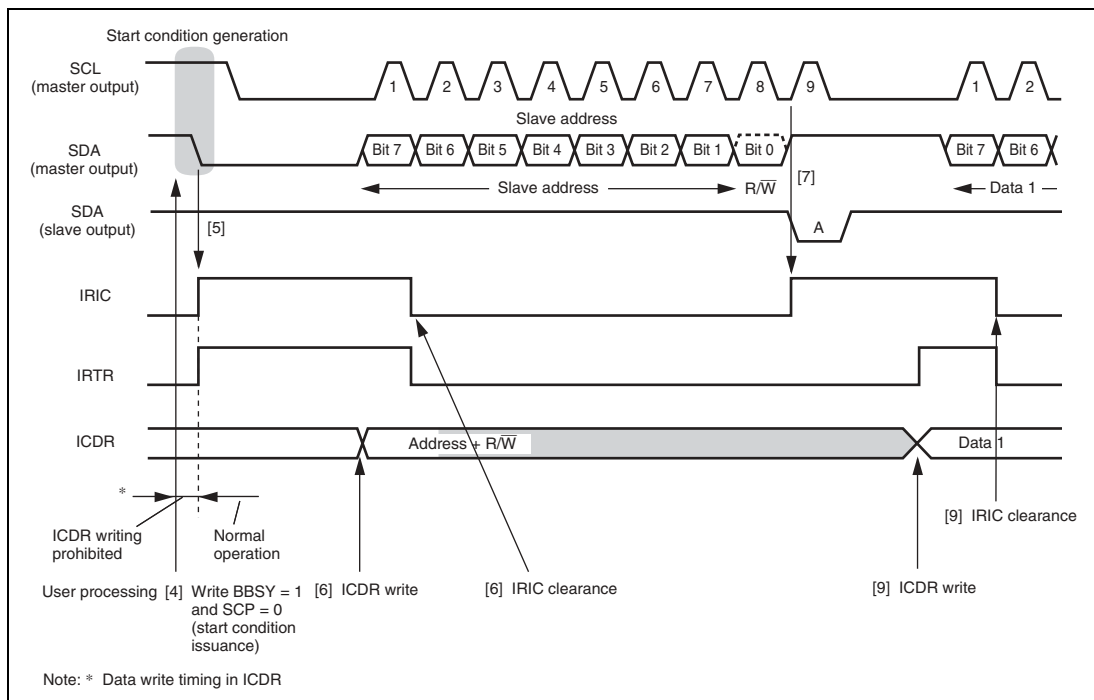 Start condition generation
SCL
(master output)
1 2 3 4 5 6 7 8 9 1 2
Slave address
SDA
(master output)
Bit 7 Bit 6 Bit 5 Bit 4 Bit 3 Bit 2 Bit 1 Bit 0 Bit 7 Bit 6
Slave address R/W̅ [7] Data 1
SDA
(slave output)
[5] A
IRIC
IRTR
ICDR Address + R/W̅ Data 1
*
ICDR writing
prohibited
Normal
operation
[9] IRIC clearance
User processing [4] Write BBSY = 1
and SCP = 0
(start condition
issuance)
[6] ICDR write
[6] IRIC clearance
[9] ICDR write
Note: * Data write timing in ICDR